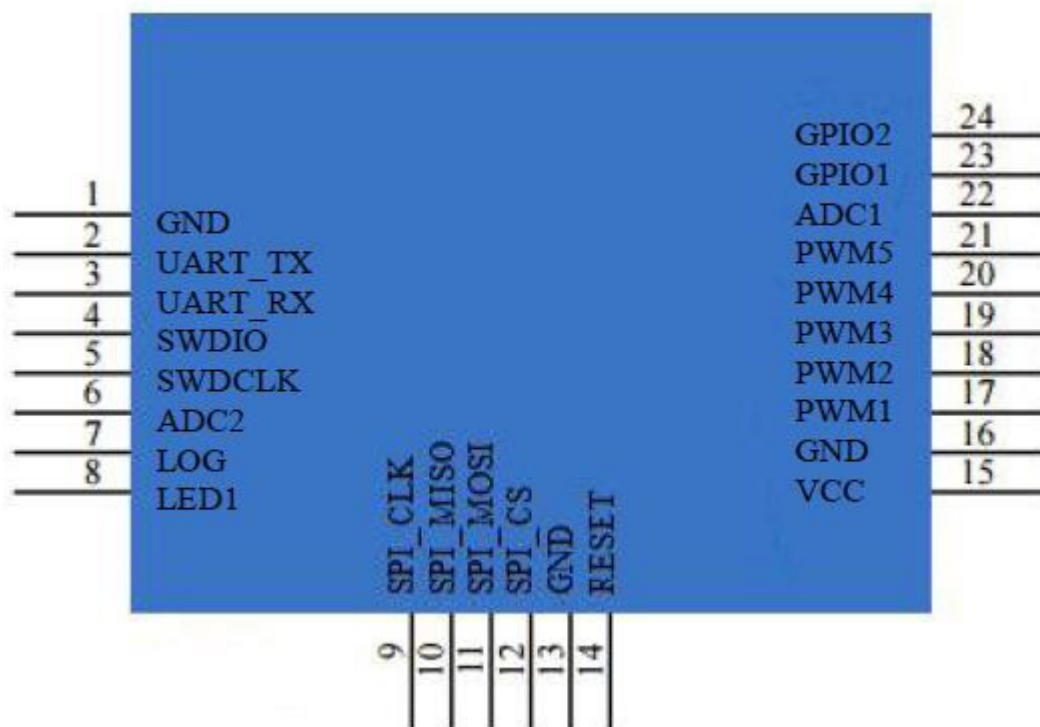 1 GND
2 UART_TX
3 UART_RX
4 SWDIO
5 SWDCLK
6 ADC2
7 LOG
8 LED1
SPI_CLK 9
SPI_MISO 10
SPI_MOSI 11
SPI_CS 12
GND 13
RESET 14
GPIO2 24
GPIO1 23
ADC1 22
PWM5 21
PWM4 20
PWM3 19
PWM2 18
PWM1 17
GND 16
VCC 15